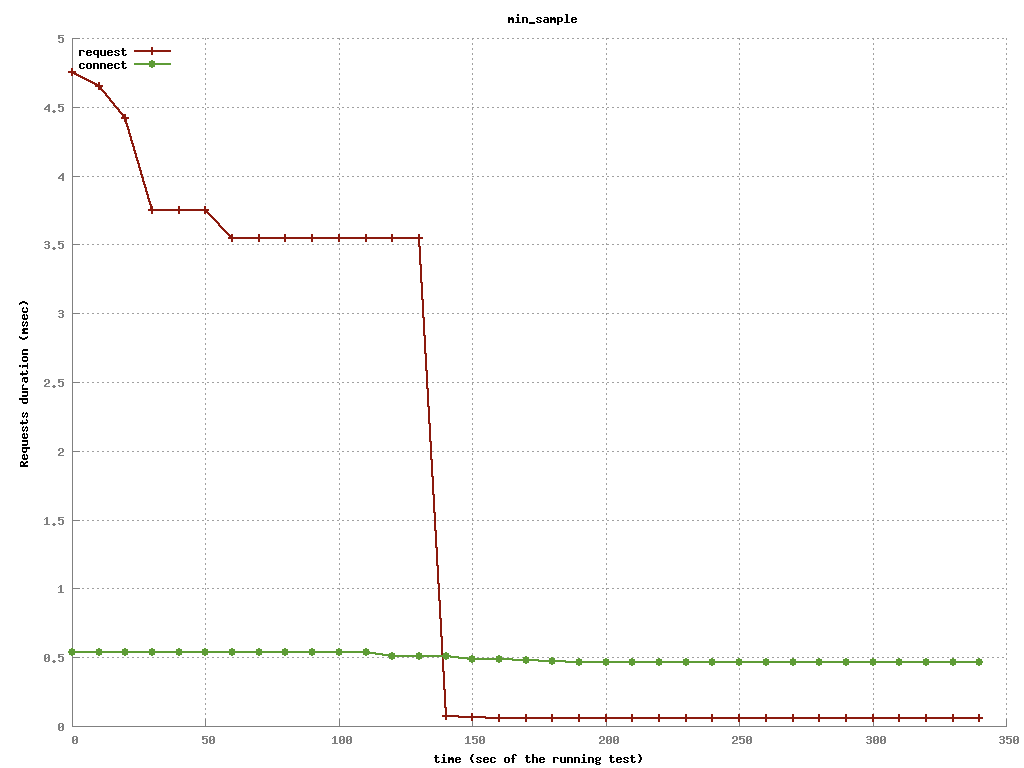 min_sample
request
connect
5
4.5
4
3.5
3
2.5
2
1.5
1
0.5
0
Requests duration (msec)
0 50 100 150 200 250 300 350
time (sec of the running test)